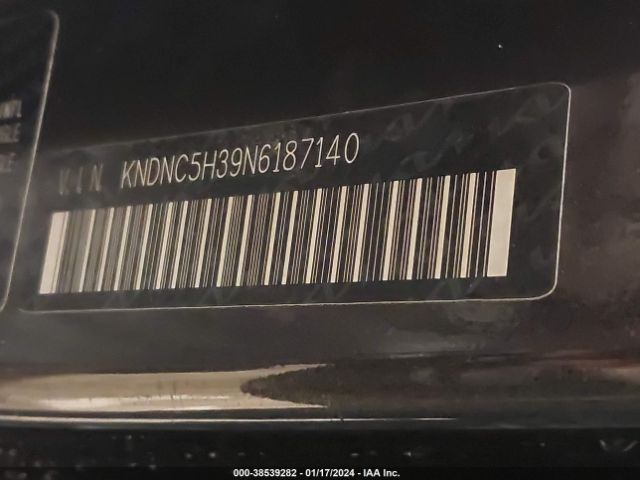 VIN KNDNC5H39N6187140
000-38539282 - 01/17/2024 - IAA Inc.